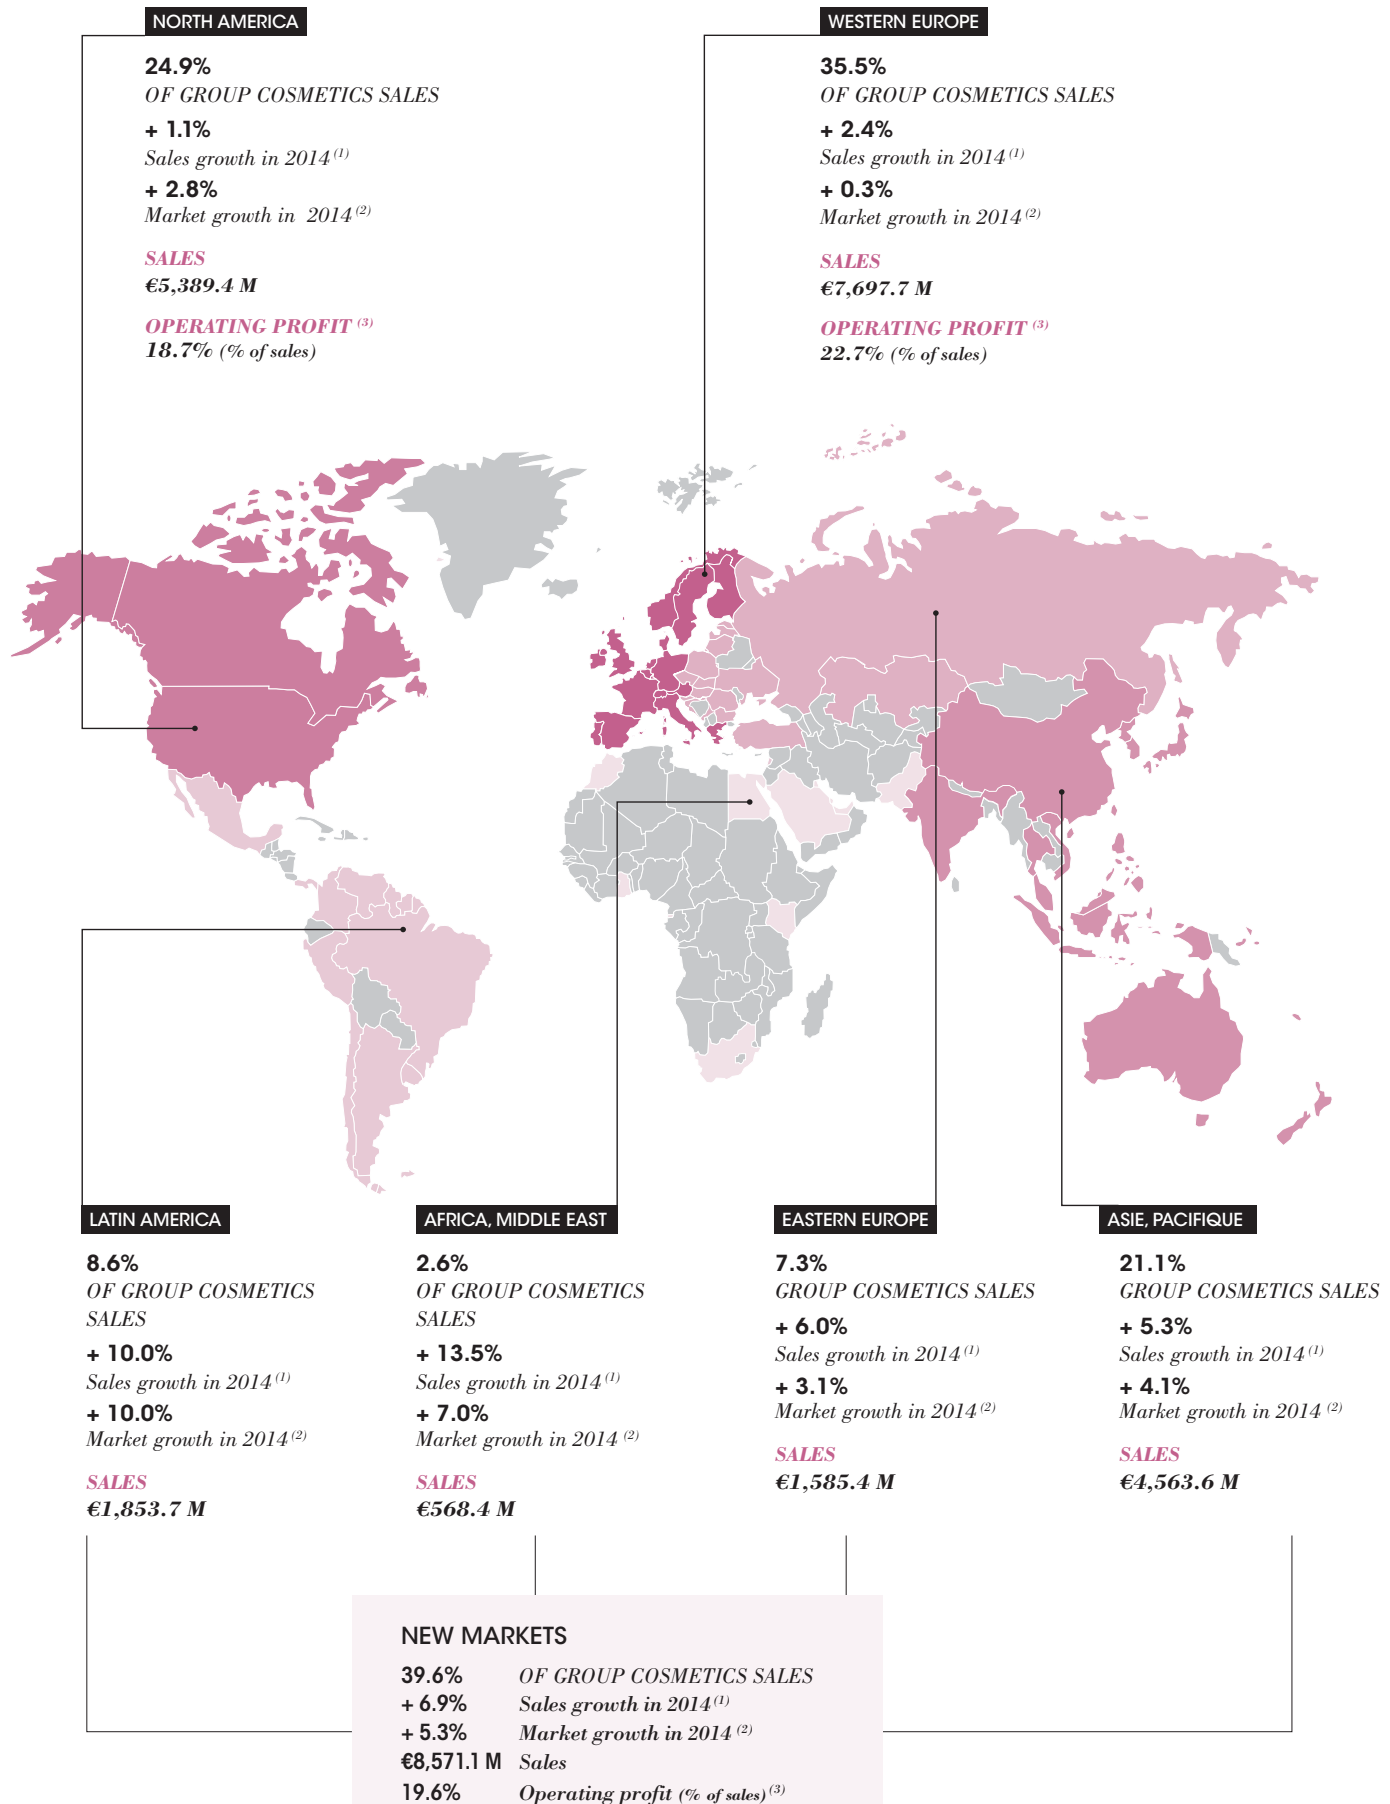 NORTH AMERICA
24.9%
OF GROUP COSMETICS SALES
+ 1.1%
Sales growth in 2014 (1)
+ 2.8%
Market growth in 2014 (2)
SALES
€5,389.4 M
OPERATING PROFIT (3)
18.7% (% of sales)
WESTERN EUROPE
35.5%
OF GROUP COSMETICS SALES
+ 2.4%
Sales growth in 2014 (1)
+ 0.3%
Market growth in 2014 (2)
SALES
€7,697.7 M
OPERATING PROFIT (3)
22.7% (% of sales)
LATIN AMERICA
8.6%
OF GROUP COSMETICS
SALES
+ 10.0%
Sales growth in 2014 (1)
+ 10.0%
Market growth in 2014 (2)
SALES
€1,853.7 M
AFRICA, MIDDLE EAST
2.6%
OF GROUP COSMETICS
SALES
+ 13.5%
Sales growth in 2014 (1)
+ 7.0%
Market growth in 2014 (2)
SALES
€568.4 M
EASTERN EUROPE
7.3%
GROUP COSMETICS SALES
+ 6.0%
Sales growth in 2014 (1)
+ 3.1%
Market growth in 2014 (2)
SALES
€1,585.4 M
ASIE, PACIFIQUE
21.1%
GROUP COSMETICS SALES
+ 5.3%
Sales growth in 2014 (1)
+ 4.1%
Market growth in 2014 (2)
SALES
€4,563.6 M
NEW MARKETS
39.6% OF GROUP COSMETICS SALES
+ 6.9% Sales growth in 2014 (1)
+ 5.3% Market growth in 2014 (2)
€8,571.1 M Sales
19.6% Operating profit (% of sales) (3)